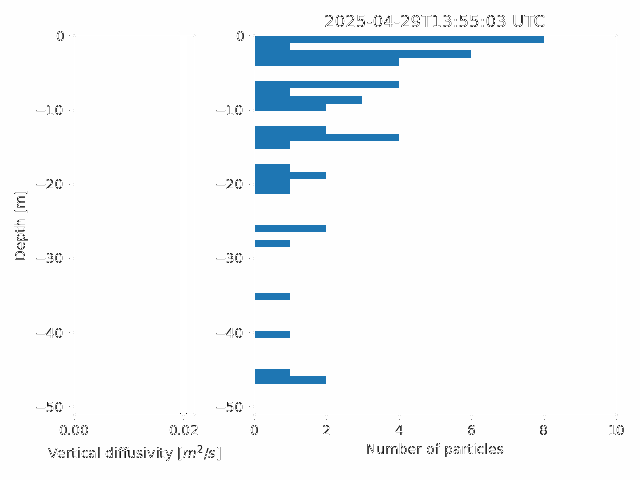 2025-04-29T13:55:03 UTC
0
−10
−20
−30
−40
−50
Depth [m]
0.00 0.02
Vertical diffusivity [m²/s]
0
−10
−20
−30
−40
−50
0 2 4 6 8 10
Number of particles